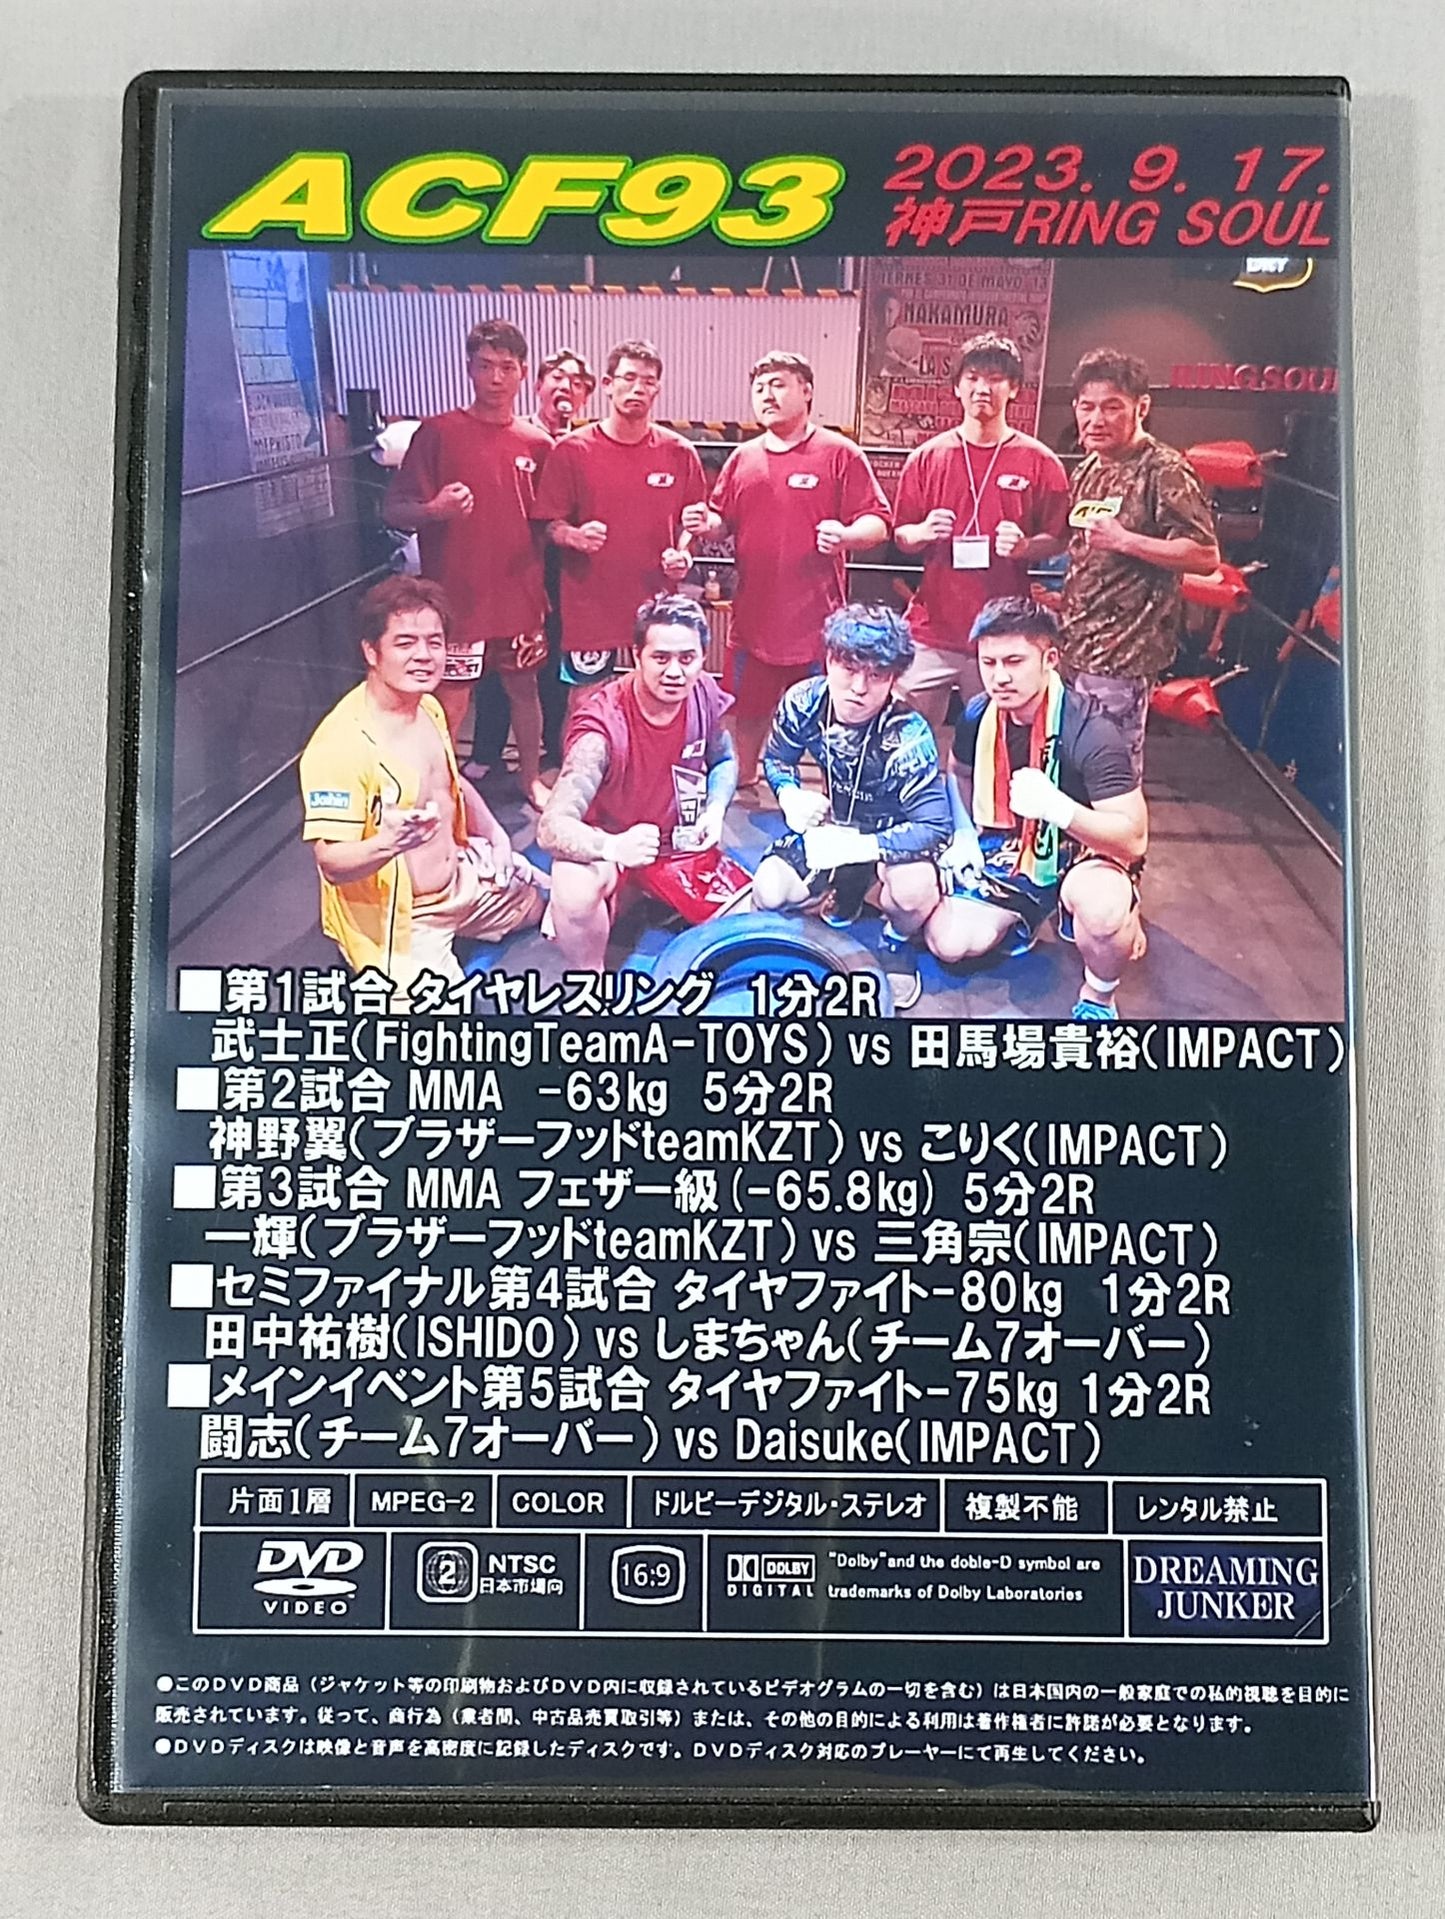 ACF93
2023. 9. 17.
神戸RING SOUL
VIERNES 31 DE MAYO
NAKAMURA
RINGSOUL
Joshin
■第1試合 タイヤレスリング 1分2R
武士正(FightingTeamA-TOYS) vs 田馬場貴裕(IMPACT)
■第2試合 MMA -63kg 5分2R
神野翼(ブラザーフッドteamKZT) vs こりく(IMPACT)
■第3試合 MMA フェザー級(-65.8kg) 5分2R
一輝(ブラザーフッドteamKZT) vs 三角宗(IMPACT)
■セミファイナル第4試合 タイヤファイト-80kg 1分2R
田中祐樹(ISHIDO) vs しまちゃん(チーム7オーバー)
■メインイベント第5試合 タイヤファイト-75kg 1分2R
闘志(チーム7オーバー) vs Daisuke(IMPACT)
片面1層 MPEG-2 COLOR ドルビーデジタル・ステレオ 複製不能 レンタル禁止
DVD VIDEO 2 NTSC 日本市場向 16:9 DOLBY DIGITAL "Dolby"and the doble-D symbol are trademarks of Dolby Laboratories DREAMING JUNKER
●このDVD商品(ジャケット等の印刷物およびDVD内に収録されているビデオグラムの一切を含む)は日本国内の一般家庭での私的視聴を目的に
販売されています。従って、商行為(業者間、中古品売買取引等)または、その他の目的による利用は著作権者に許諾が必要となります。
●DVDディスクは映像と音声を高密度に記録したディスクです。DVDディスク対応のプレーヤーにて再生してください。